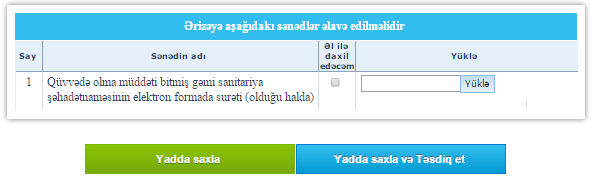 Ərizəyə aşağıdakı sənədlər əlavə edilməlidir
Say Sənədin adı Əl ilə daxil edəcəm Yüklə
1 Qüvvədə olma müddəti bitmiş gəmi sanitariya
şəhadətnaməsinin elektron formada surəti (olduğu halda)
Yüklə
Yadda saxla Yadda saxla və Təsdiq et